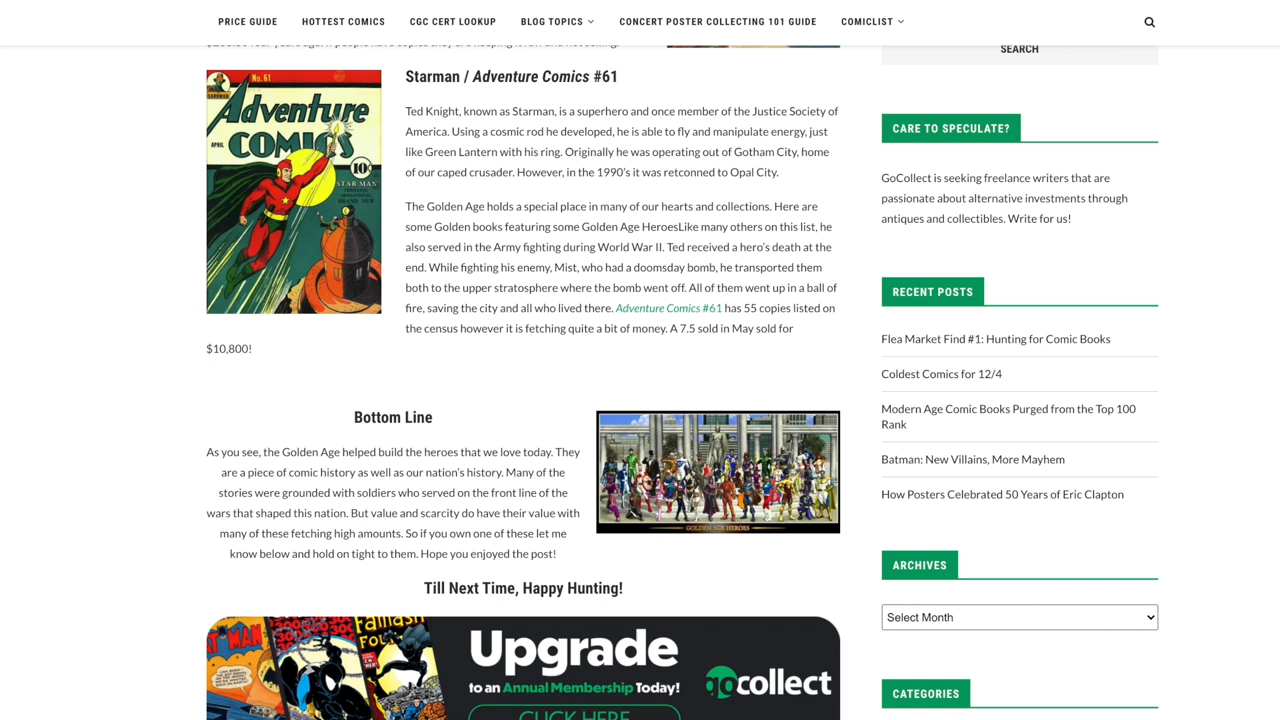 PRICE GUIDE HOTTEST COMICS CGC CERT LOOKUP BLOG TOPICS CONCERT POSTER COLLECTING 101 GUIDE COMICLIST
No. 61
SANDMAN
Adventure
APRIL
COMICS
10¢
STARMAN
Starman / Adventure Comics #61
Ted Knight, known as Starman, is a superhero and once member of the Justice Society of
America. Using a cosmic rod he developed, he is able to fly and manipulate energy, just
like Green Lantern with his ring. Originally he was operating out of Gotham City, home
of our caped crusader. However, in the 1990's it was retconned to Opal City.
The Golden Age holds a special place in many of our hearts and collections. Here are
some Golden books featuring some Golden Age HeroesLike many others on this list, he
also served in the Army fighting during World War II. Ted received a hero's death at the
end. While fighting his enemy, Mist, who had a doomsday bomb, he transported them
both to the upper stratosphere where the bomb went off. All of them went up in a ball of
fire, saving the city and all who lived there. Adventure Comics #61 has 55 copies listed on
the census however it is fetching quite a bit of money. A 7.5 sold in May sold for
$10,800!
Bottom Line
As you see, the Golden Age helped build the heroes that we love today. They
are a piece of comic history as well as our nation's history. Many of the
stories were grounded with soldiers who served on the front line of the
wars that shaped this nation. But value and scarcity do have their value with
many of these fetching high amounts. So if you own one of these let me
know below and hold on tight to them. Hope you enjoyed the post!
GOLDEN AGE HEROES
Till Next Time, Happy Hunting!
BATMAN
Upgrade
to an Annual Membership Today!
CLICK HERE
gocollect
SEARCH
CARE TO SPECULATE?
GoCollect is seeking freelance writers that are
passionate about alternative investments through
antiques and collectibles. Write for us!
RECENT POSTS
Flea Market Find #1: Hunting for Comic Books
Coldest Comics for 12/4
Modern Age Comic Books Purged from the Top 100
Rank
Batman: New Villains, More Mayhem
How Posters Celebrated 50 Years of Eric Clapton
ARCHIVES
Select Month
CATEGORIES